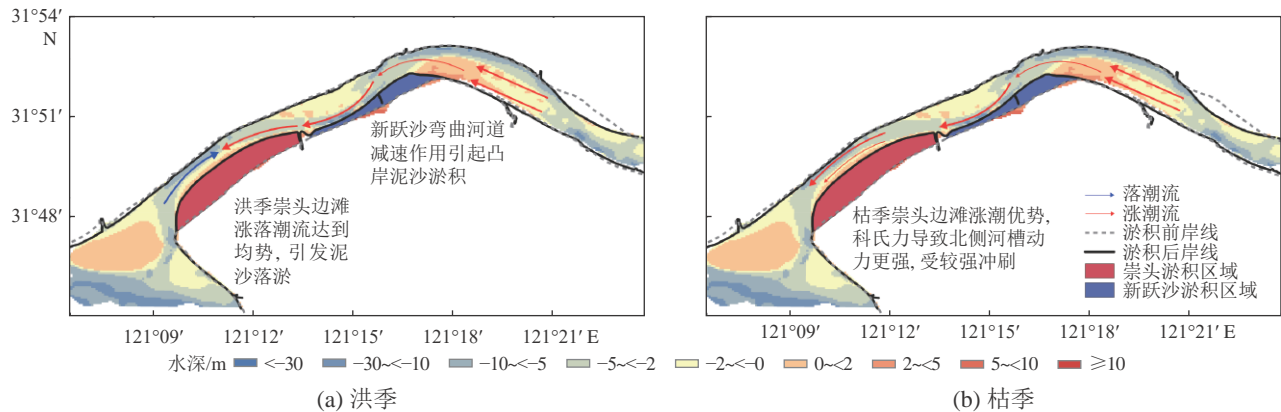 31°54′
N
31°51′
31°48′
新跃沙弯曲河道
减速作用引起凸
岸泥沙淤积
洪季崇头边滩
涨落潮流达到
均势，引发泥
沙落淤
121°09′ 121°12′ 121°15′ 121°18′ 121°21′ E
枯季崇头边滩涨潮优势,
科氏力导致北侧河槽动
力更强, 受较强冲刷
落潮流
涨潮流
淤积前岸线
淤积后岸线
崇头淤积区域
新跃沙淤积区域
121°09′ 121°12′ 121°15′ 121°18′ 121°21′ E
水深/m <−30 −30~<−10 −10~<−5 −5~<−2 −2~<−0 0~<2 2~<5 5~<10 ≥10
(a) 洪季
(b) 枯季